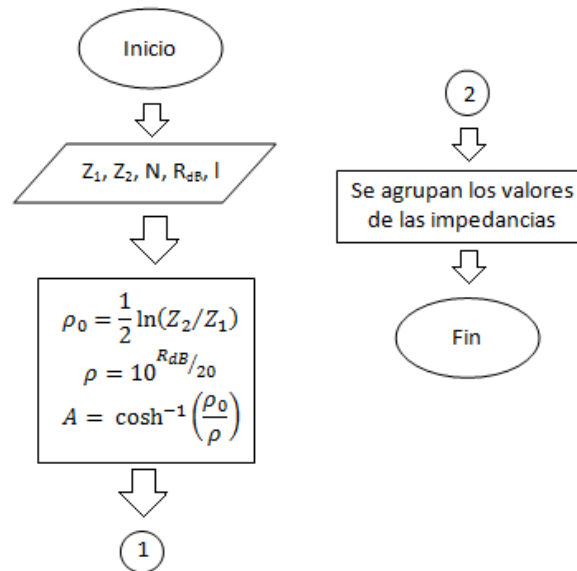 Inicio
Z₁, Z₂, N, R_dB, l
ρ₀ = 1/2 ln(Z₂/Z₁)
ρ = 10^(R_dB/20)
A = cosh⁻¹(ρ₀/ρ)
1
2
Se agrupan los valores
de las impedancias
Fin